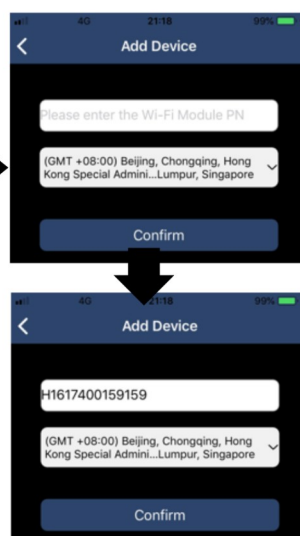 4G 21:18 99%
Add Device
Please enter the Wi-Fi Module PN
(GMT +08:00) Beijing, Chongqing, Hong
Kong Special Admini...Lumpur, Singapore
Confirm
4G 21:18 99%
Add Device
H1617400159159
(GMT +08:00) Beijing, Chongqing, Hong
Kong Special Admini...Lumpur, Singapore
Confirm